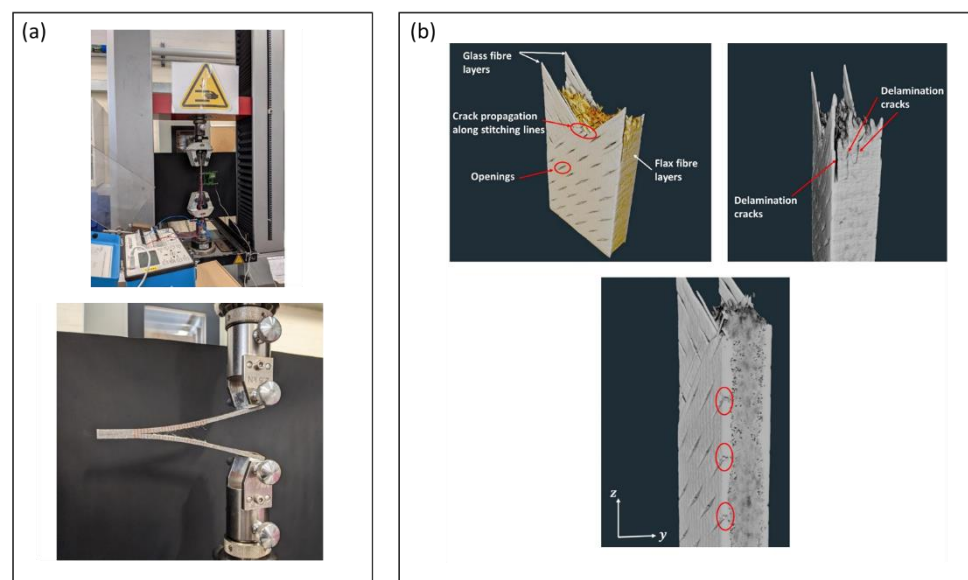 (a)
(b)
Glass fibre
layers
Crack propagation
along stitching lines
Openings
Flax fibre
layers
Delamination
cracks
Delamination
cracks
z
y